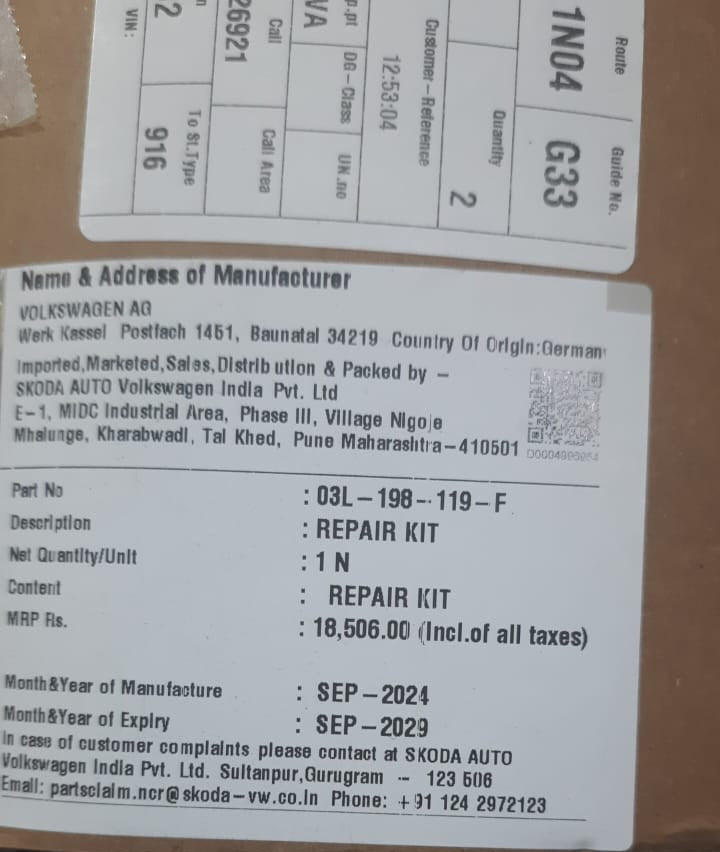 Route
Guide No.
1N04
G33
Quantity
2
Customer-Reference
12:53:04
p.pt
DG-Class
UN.no
VA
Call
Call Area
26921
To St.Type
2
916
VIN:
Name & Address of Manufacturer
VOLKSWAGEN AG
Werk Kassel Postfach 1451, Baunatal 34219 Country Of Origin:German
Imported,Marketed,Sales,Distrib ution & Packed by -
SKODA AUTO Volkswagen India Pvt. Ltd
E-1, MIDC Industrial Area, Phase III, Village Nigoje
Mhalunge, Kharabwadi, Tal Khed, Pune Maharashtra-410501
Part No : 03L-198-119-F
Description : REPAIR KIT
Net Quantity/Unit : 1 N
Content : REPAIR KIT
MRP Rs. : 18,506.00 (Incl.of all taxes)
Month&Year of Manufacture : SEP-2024
Month&Year of Expiry : SEP-2029
In case of customer complaints please contact at SKODA AUTO
Volkswagen India Pvt. Ltd. Sultanpur,Gurugram - 123 506
Email: partsclaim.ncr@skoda-vw.co.in Phone: +91 124 2972123